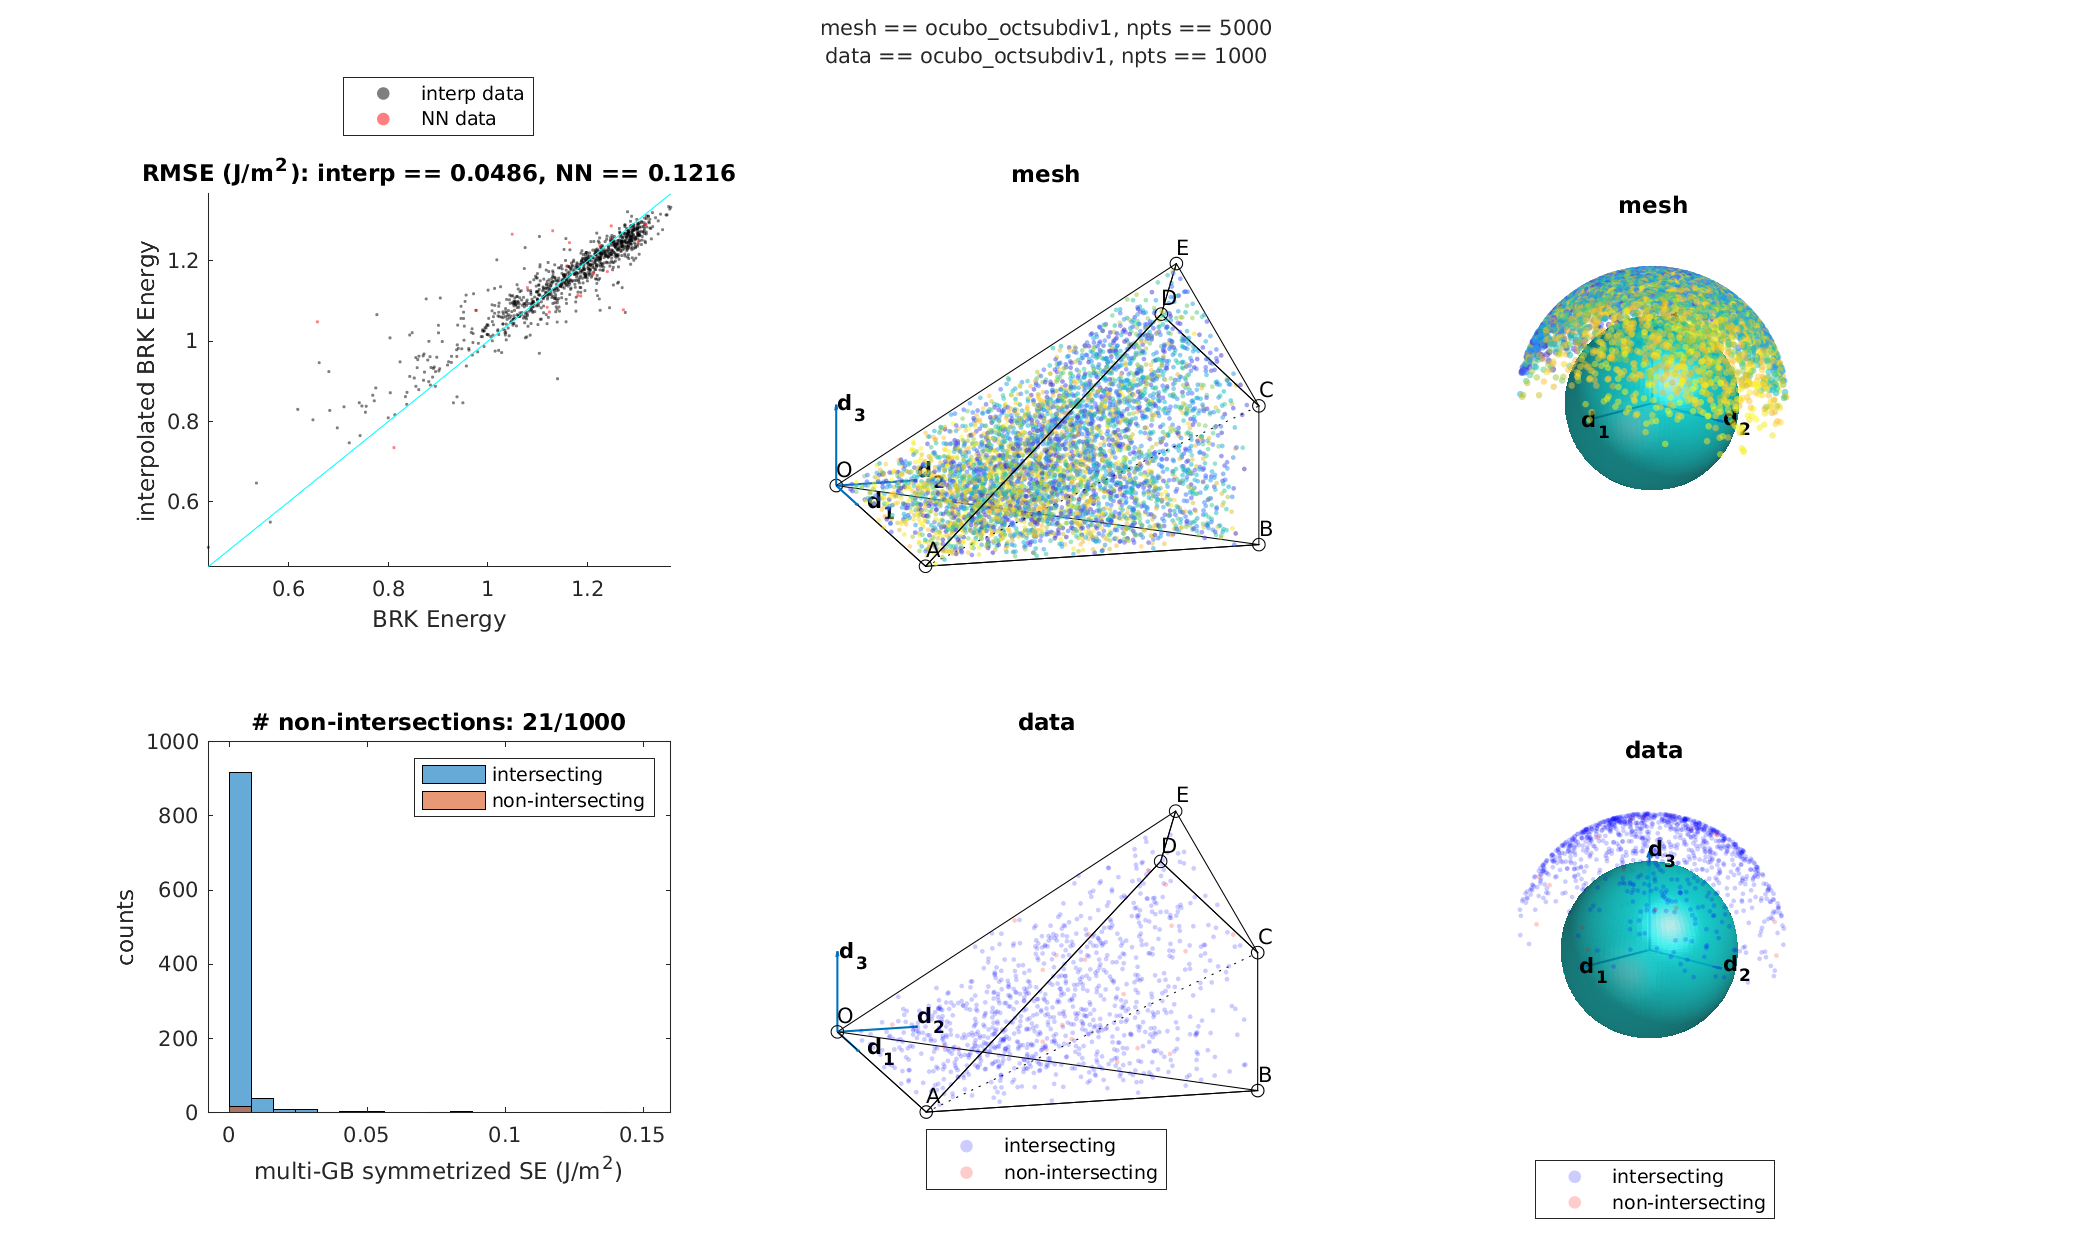 mesh == ocubo_octsubdiv1, npts == 5000
data == ocubo_octsubdiv1, npts == 1000
interp data
NN data
RMSE (J/m²): interp == 0.0486, NN == 0.1216
interpolated BRK Energy
1.2
1
0.8
0.6
0.6 0.8 1 1.2
BRK Energy
mesh
E
D
C
d3
O
d2
d1
A
B
mesh
d1
d2
# non-intersections: 21/1000
counts
1000
800
600
400
200
0
intersecting
non-intersecting
0 0.05 0.1 0.15
multi-GB symmetrized SE (J/m²)
data
E
D
C
d3
O
d2
d1
A
B
intersecting
non-intersecting
data
d3
d1
d2
intersecting
non-intersecting